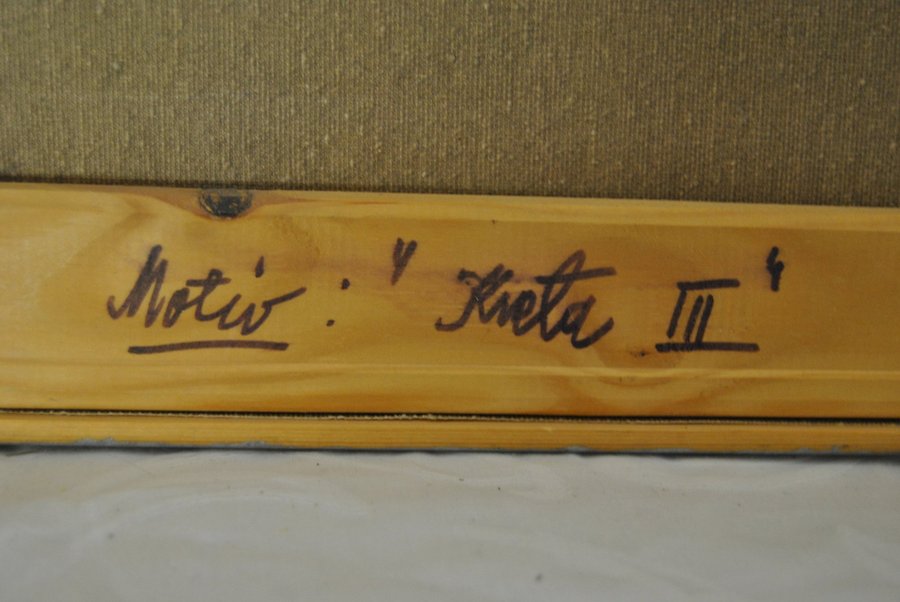 Motiv : "Kreta III"